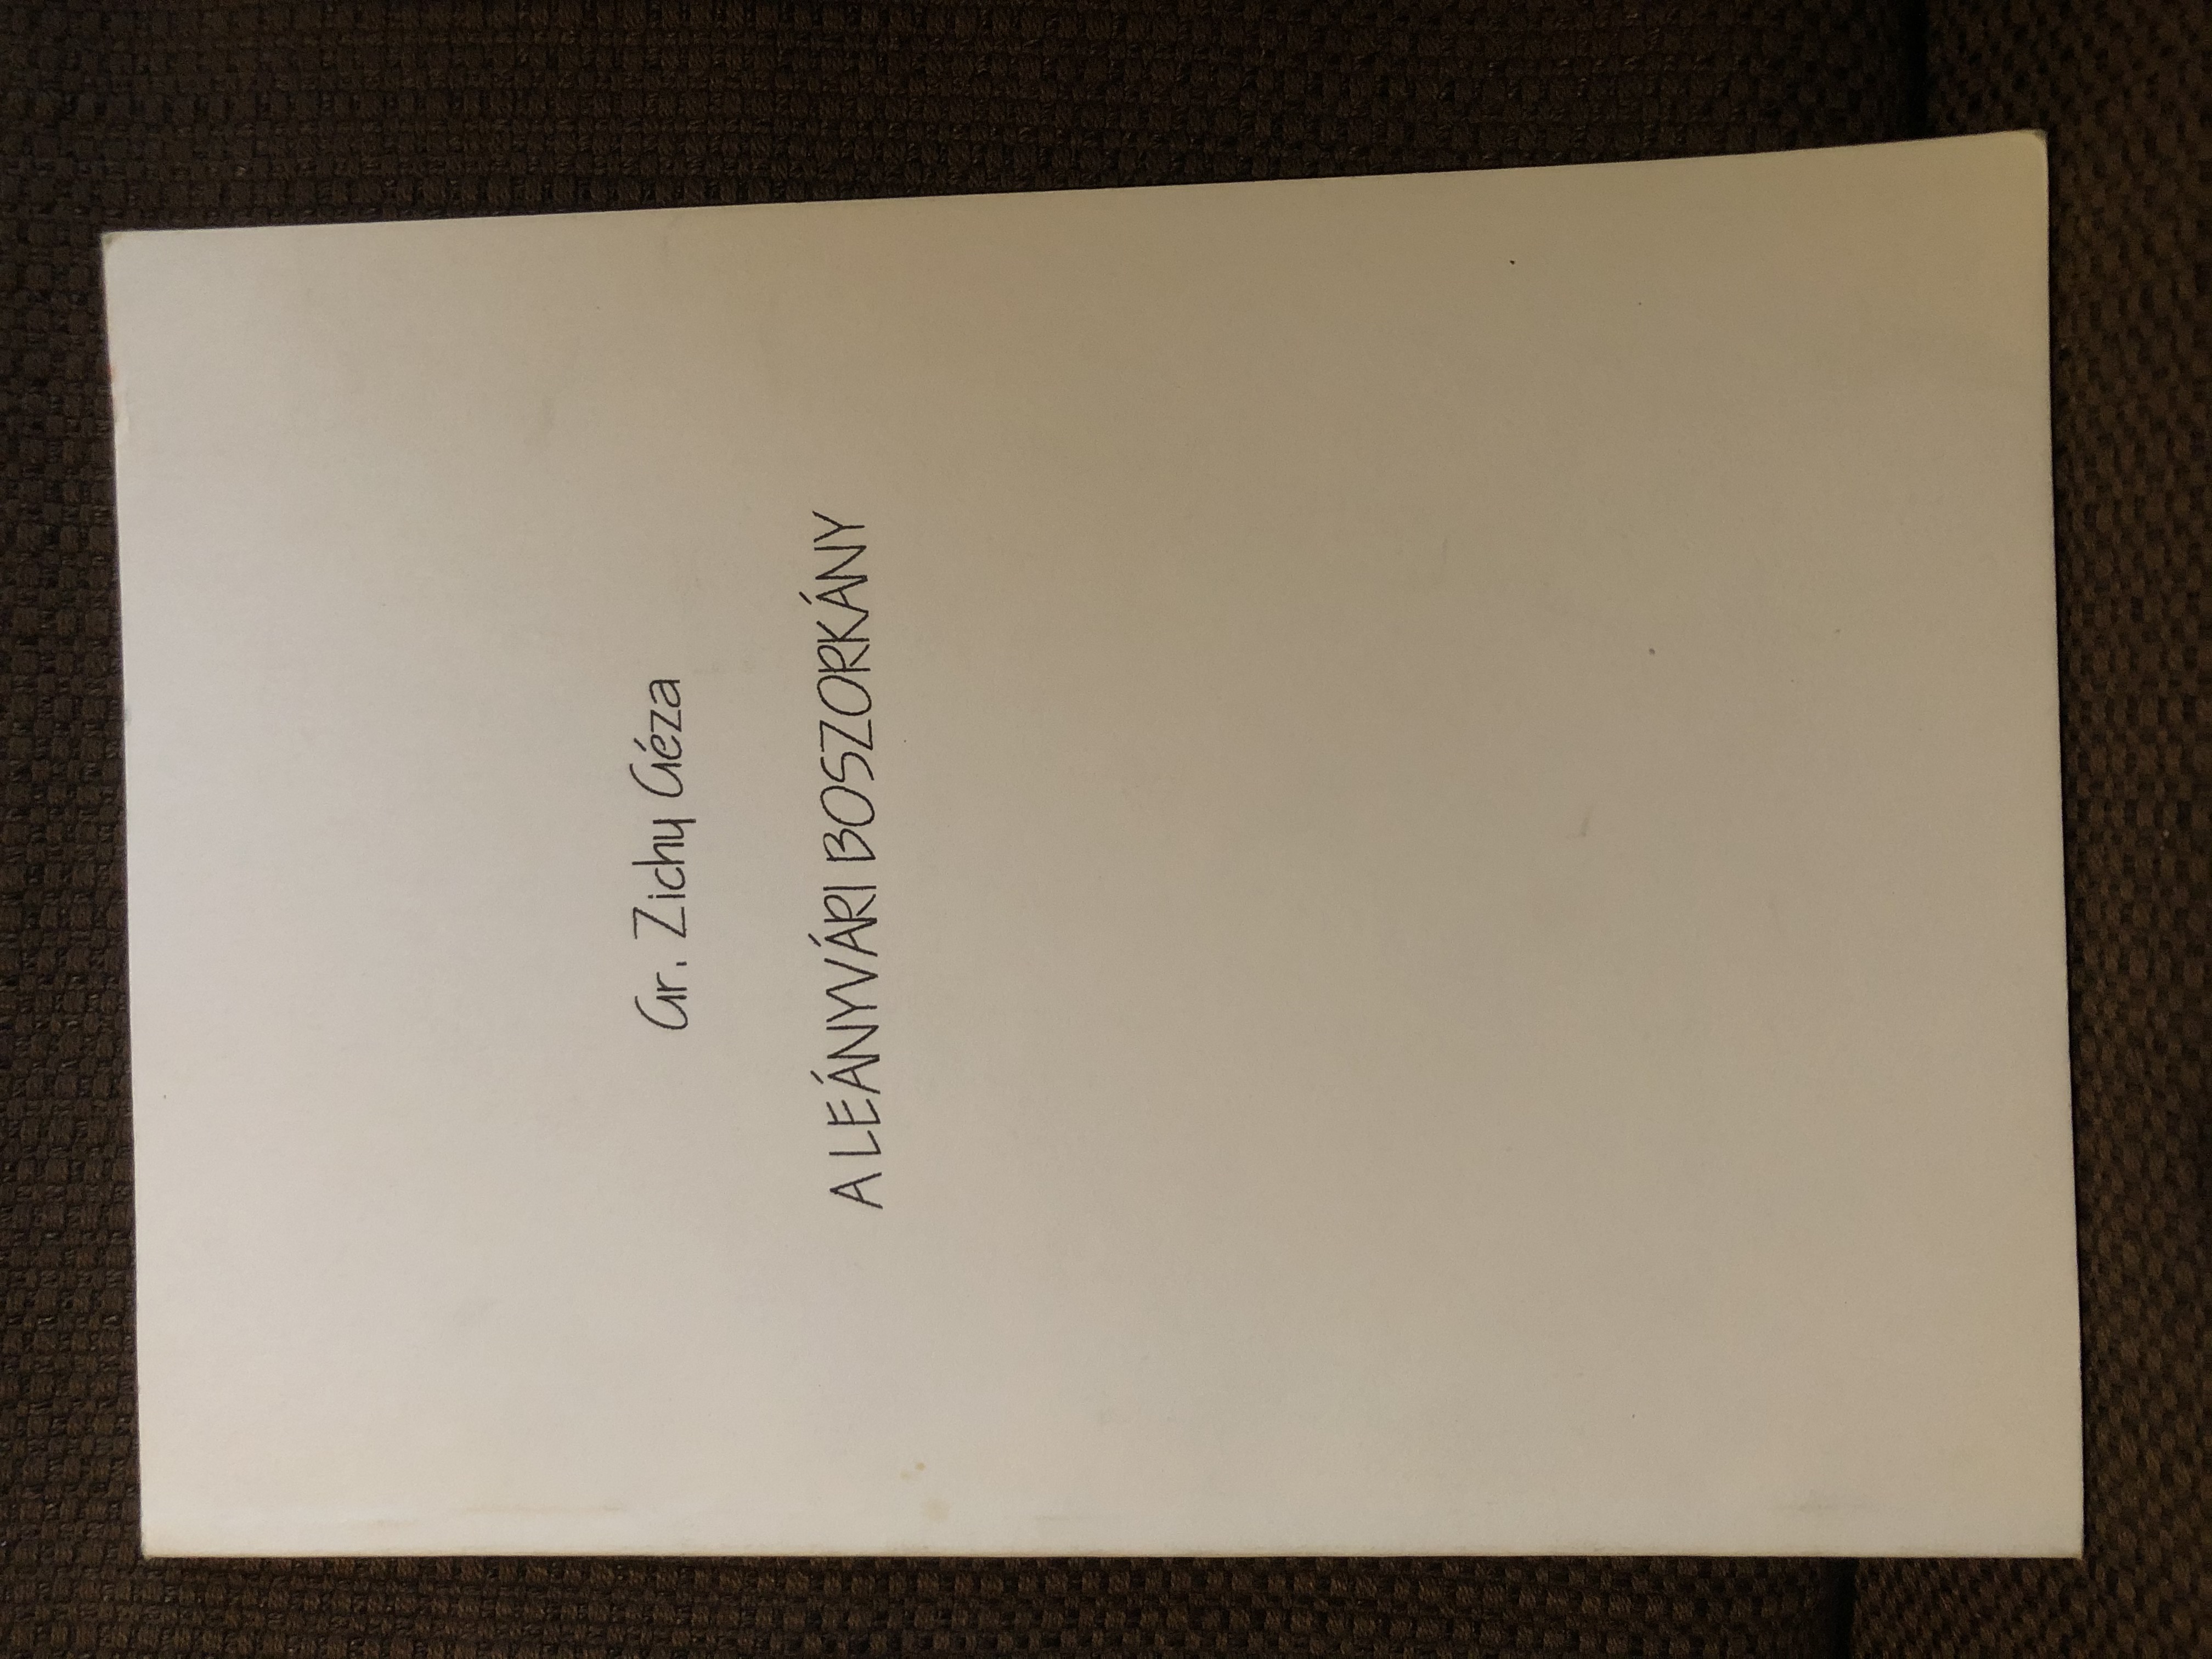 Gr. Zichy Géza
A LEÁNYVÁRI BOSZORKÁNY